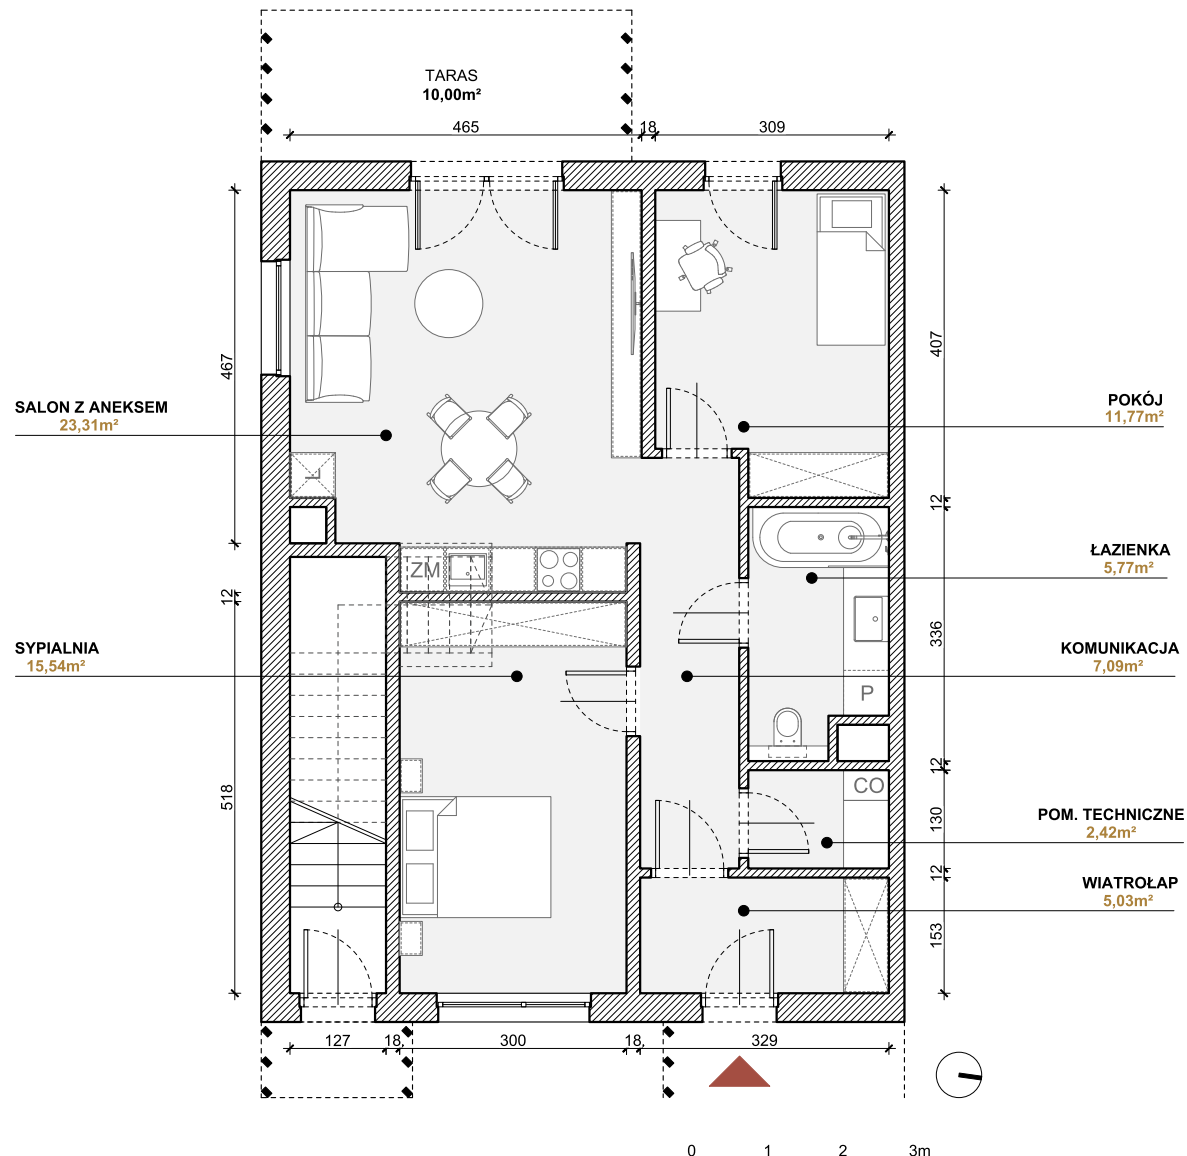 TARAS
10,00m²
465
18
309
467
407
SALON Z ANEKSEM
23,31m²
POKÓJ
11,77m²
L
12
ŁAZIENKA
5,77m²
ZM
12
336
SYPIALNIA
15,54m²
KOMUNIKACJA
7,09m²
P
12
CO
518
130
POM. TECHNICZNE
2,42m²
12
WIATROŁAP
5,03m²
153
127
18
300
18
329
0 1 2 3m